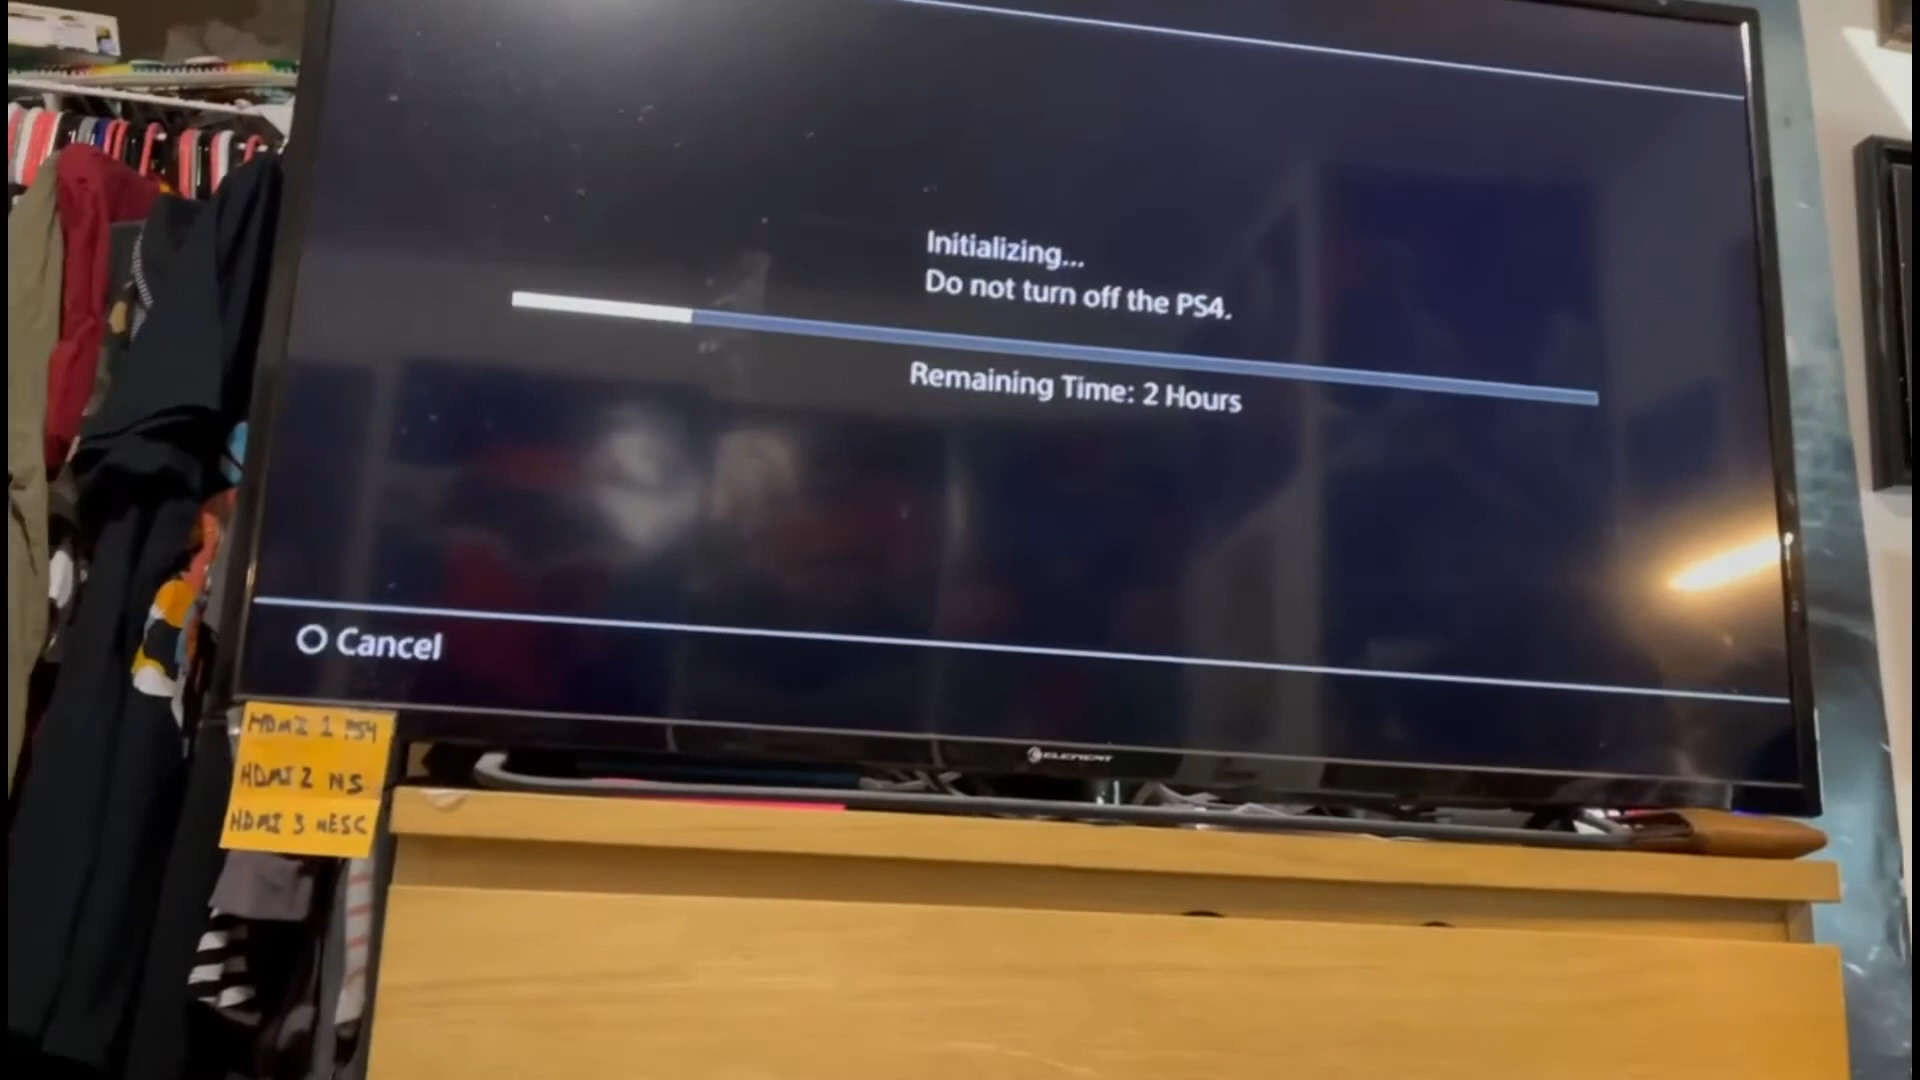 Initializing...
Do not turn off the PS4.
Remaining Time: 2 Hours
Cancel
ELEMENT
HDMI 1 PS4
HDMI 2 NS
HDMI 3 NESC